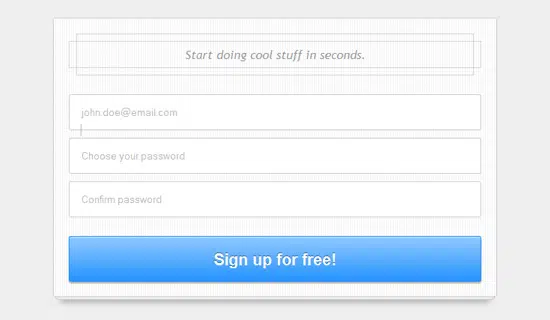 Start doing cool stuff in seconds.
john.doe@email.com
Choose your password
Confirm password
Sign up for free!